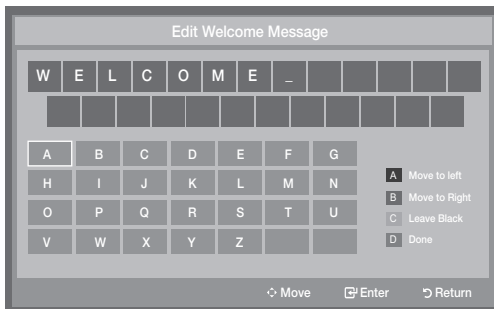 Edit Welcome Message
W E L C O M E _
A B C D E F G
H I J K L M N
O P Q R S T U
V W X Y Z
A Move to left
B Move to Right
C Leave Black
D Done
Move Enter Return